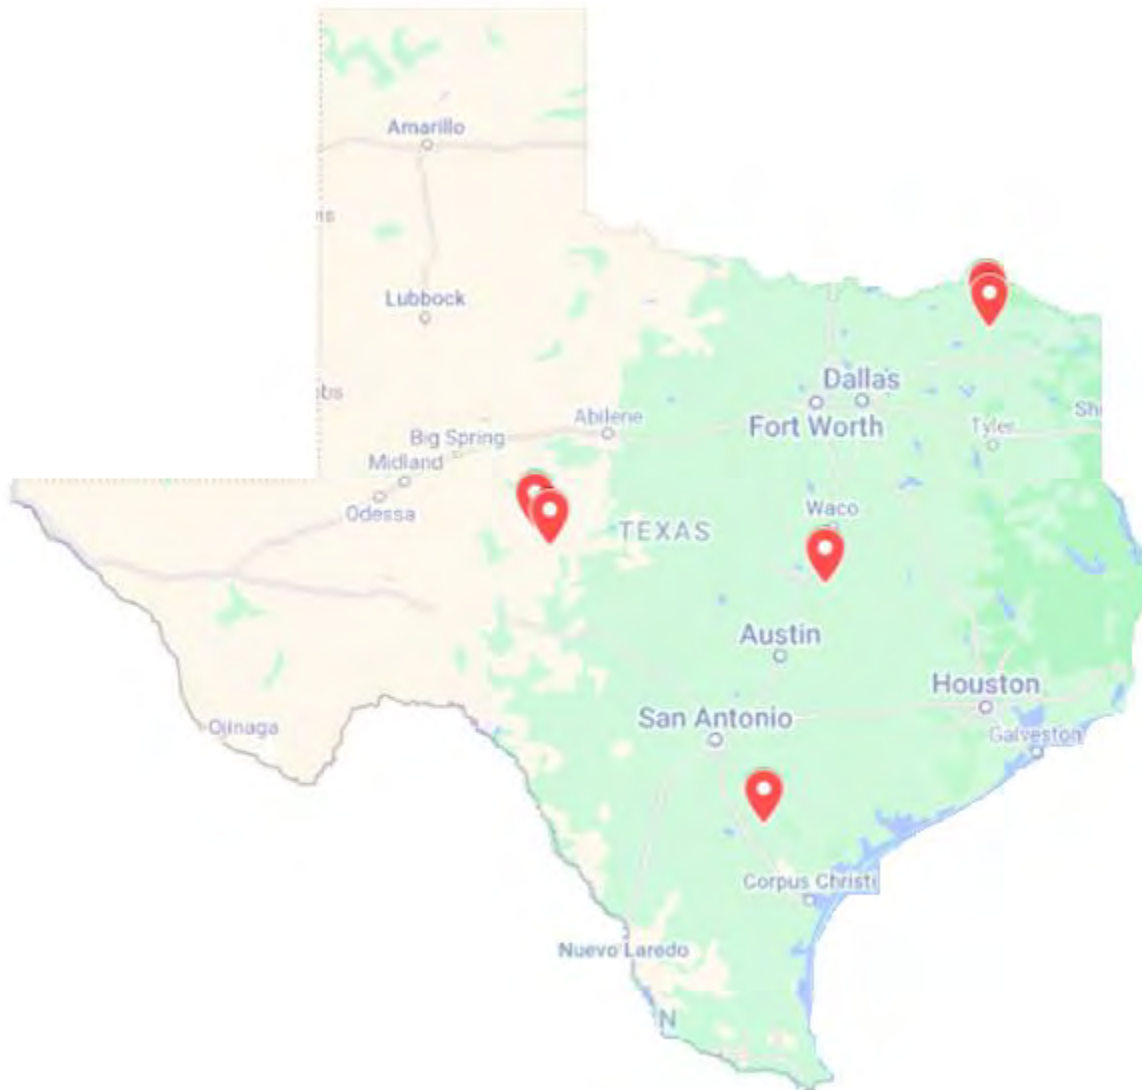 Amarillo
Lubbock
Dallas
Abilene
Fort Worth
Tyler
Big Spring
Midland
Odessa
Waco
TEXAS
Austin
Houston
San Antonio
Ojinaga
Galveston
Corpus Christi
Nuevo Laredo
N